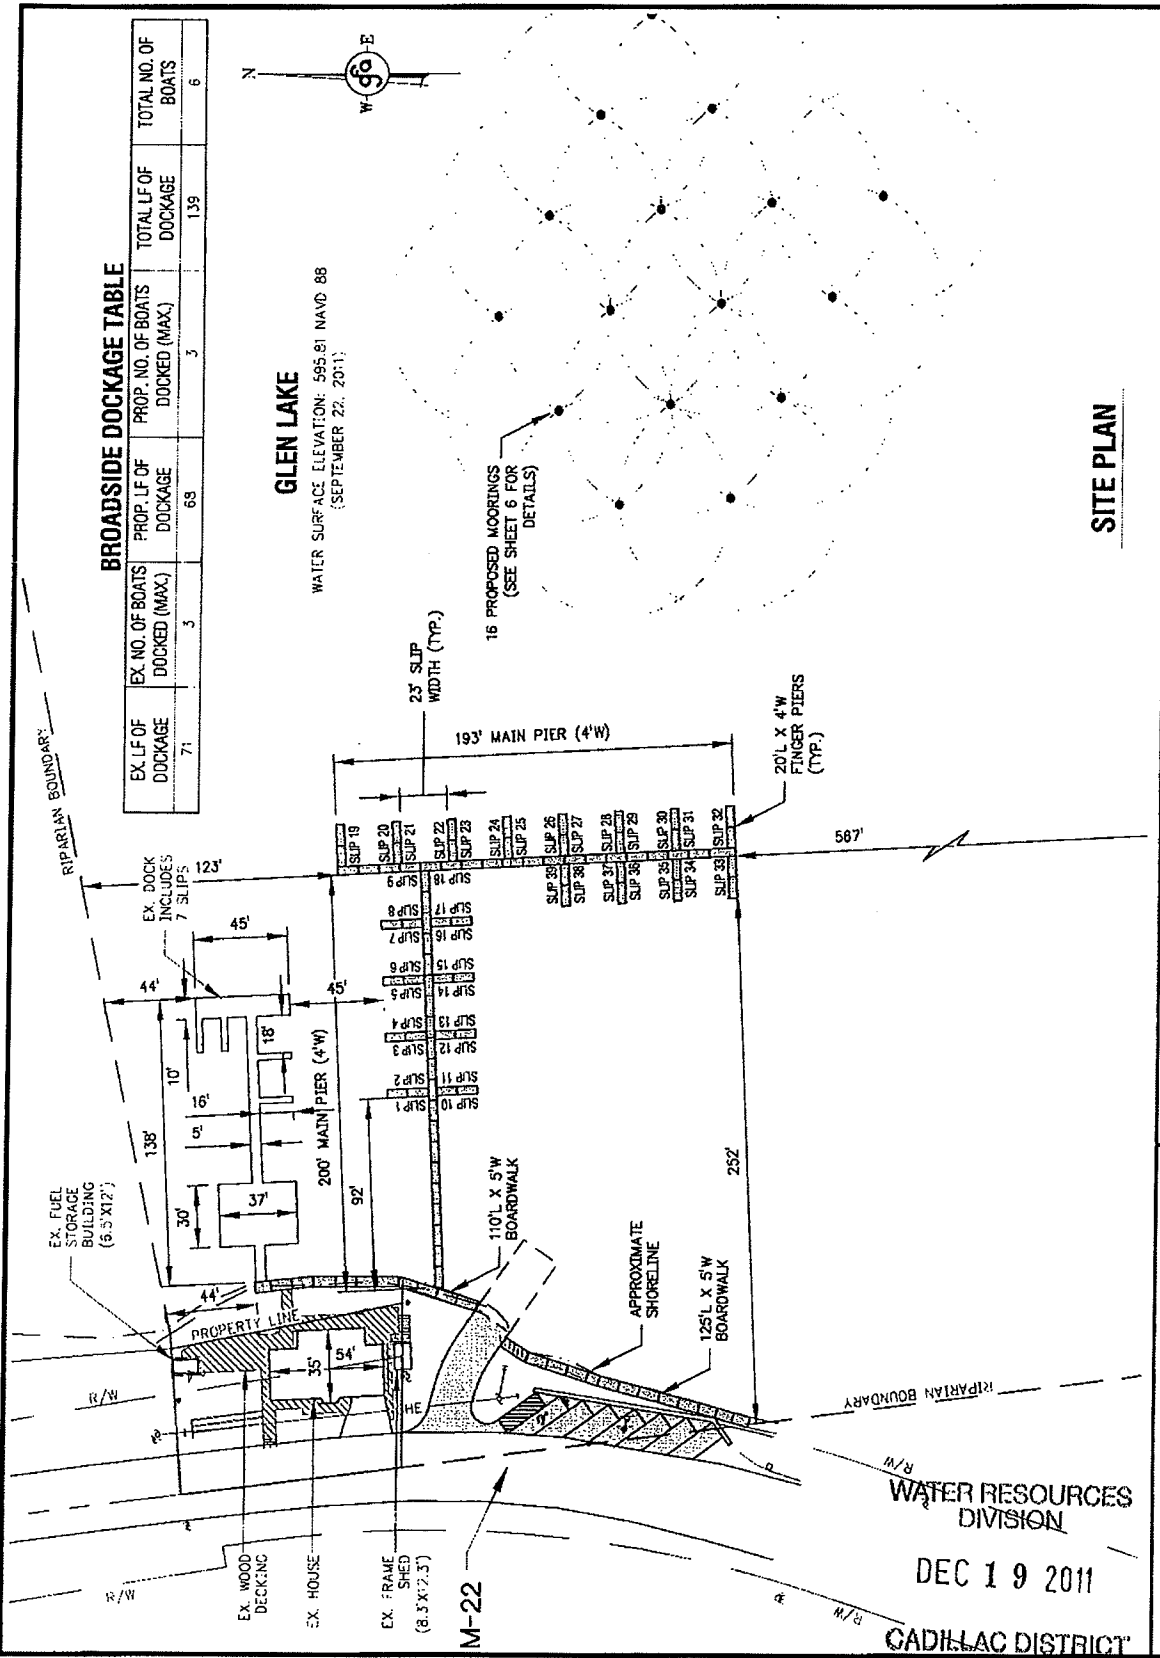 BROADSIDE DOCKAGE TABLE
EX. LF OF DOCKAGE
EX. NO. OF BOATS DOCKED (MAX.)
PROP. LF OF DOCKAGE
PROP. NO. OF BOATS DOCKED (MAX.)
TOTAL LF OF DOCKAGE
TOTAL NO. OF BOATS
71
3
68
3
139
6
N
W
gfa
E
GLEN LAKE
WATER SURFACE ELEVATION: 595.81 NAVD 88
(SEPTEMBER 22, 2011)
16 PROPOSED MOORINGS
(SEE SHEET 6 FOR
DETAILS)
SITE PLAN
RIPARIAN BOUNDARY
EX. DOCK
INCLUDES
7 SLIPS
123'
45'
44'
45'
138'
10'
18'
16'
5'
30'
37'
44'
200' MAIN PIER (4'W)
92'
23' SLIP
WIDTH (TYP.)
193' MAIN PIER (4'W)
20'L X 4'W
FINGER PIERS
(TYP.)
567'
252'
SLIP 1
SLIP 2
SLIP 3
SLIP 4
SLIP 5
SLIP 6
SLIP 7
SLIP 8
SLIP 9
SLIP 10
SLIP 11
SLIP 12
SLIP 13
SLIP 14
SLIP 15
SLIP 16
SLIP 17
SLIP 18
SLIP 19
SLIP 20
SLIP 21
SLIP 22
SLIP 23
SLIP 24
SLIP 25
SLIP 26
SLIP 27
SLIP 28
SLIP 29
SLIP 30
SLIP 31
SLIP 32
SLIP 33
SLIP 34
SLIP 35
SLIP 36
SLIP 37
SLIP 38
SLIP 39
EX. FUEL
STORAGE
BUILDING
PROPERTY LINE
35'
54'
HE
110'L X 5'W
BOARDWALK
APPROXIMATE
SHORELINE
125'L X 5'W
BOARDWALK
RIPARIAN BOUNDARY
R/W
R/W
R/W
R/W
EX. WOOD
DECKING
EX. HOUSE
EX. FRAME
SHED
M-22
WATER RESOURCES
DIVISION
DEC 19 2011
CADILLAC DISTRICT